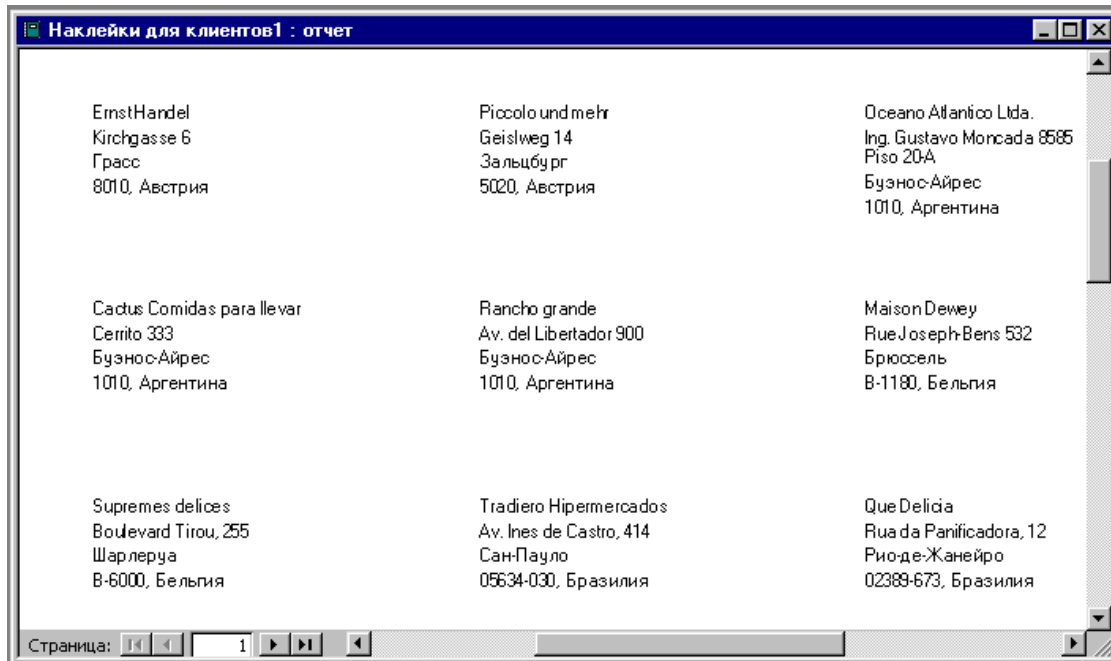 Наклейки для клиентов1 : отчет
ErnstHandel
Kirchgasse 6
Грасс
8010, Австрия
Piccolo und mehr
Geislweg 14
Зальцбург
5020, Австрия
Oceano Atlantico Ltda.
Ing. Gustavo Moncada 8585
Piso 20-A
Буэнос-Айрес
1010, Аргентина
Cactus Comidas para llevar
Cerrito 333
Буэнос-Айрес
1010, Аргентина
Rancho grande
Av. del Libertador 900
Буэнос-Айрес
1010, Аргентина
Maison Dewey
Rue Joseph-Bens 532
Брюссель
B-1180, Бельгия
Supremes delices
Boulevard Tirou, 255
Шарлеруа
B-6000, Бельгия
Tradiero Hipermercados
Av. Ines de Castro, 414
Сан-Пауло
05634-030, Бразилия
Que Delicia
Rua da Panificadora, 12
Рио-де-Жанейро
02389-673, Бразилия
Страница: 1